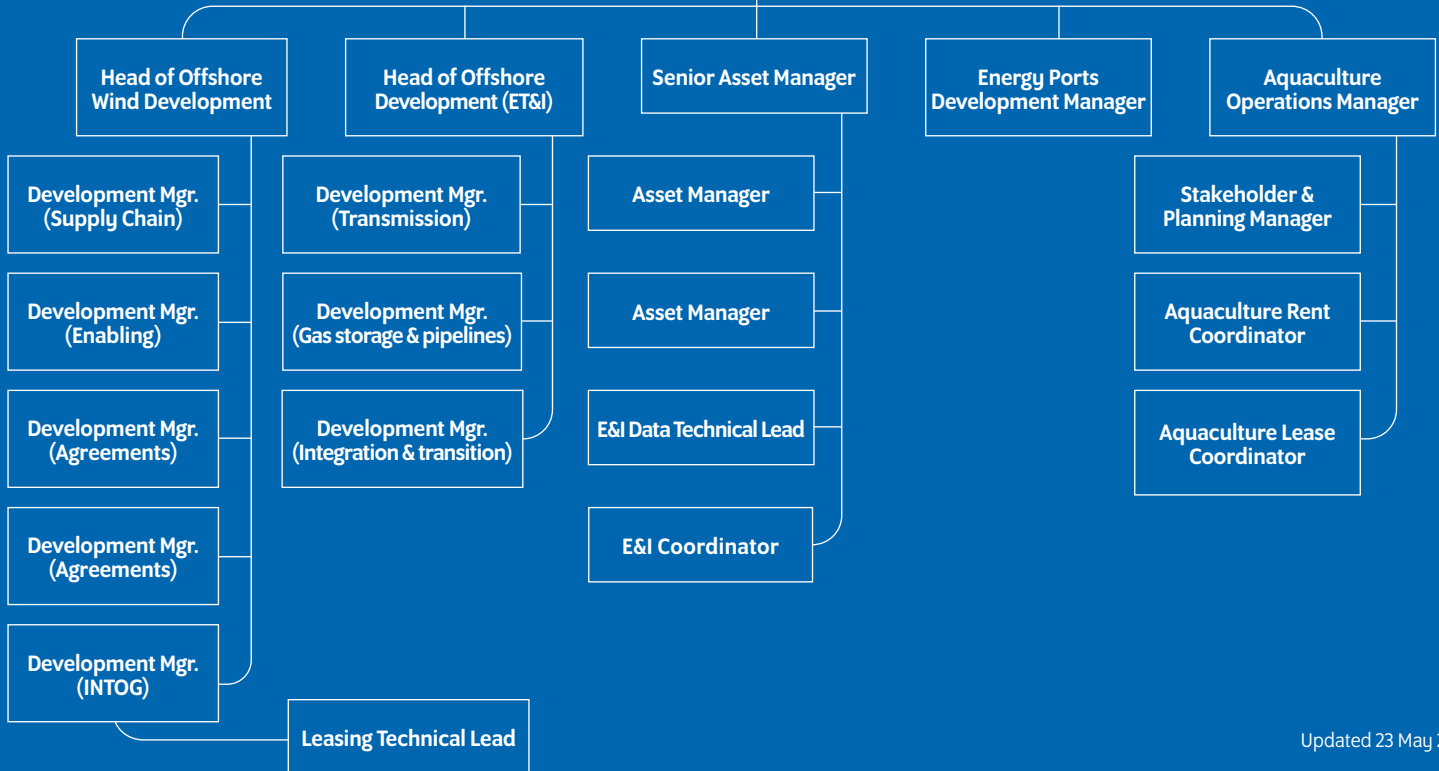 Head of Offshore
Wind Development
Head of Offshore
Development (ET&I)
Senior Asset Manager
Energy Ports
Development Manager
Aquaculture
Operations Manager
Development Mgr.
(Supply Chain)
Development Mgr.
(Transmission)
Asset Manager
Stakeholder &
Planning Manager
Development Mgr.
(Enabling)
Development Mgr.
(Gas storage & pipelines)
Asset Manager
Aquaculture Rent
Coordinator
Development Mgr.
(Agreements)
Development Mgr.
(Integration & transition)
E&I Data Technical Lead
Aquaculture Lease
Coordinator
Development Mgr.
(Agreements)
E&I Coordinator
Development Mgr.
(INTOG)
Leasing Technical Lead
Updated 23 May